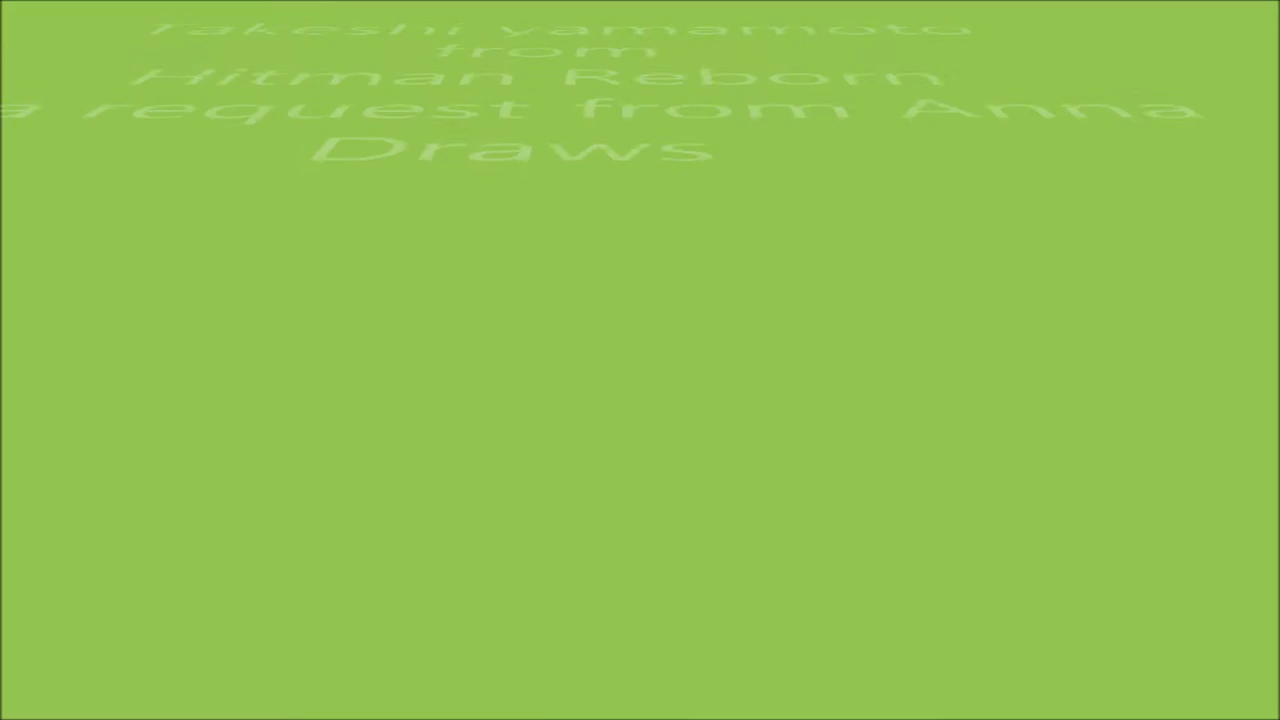 Takeshi yamamoto
from
Hitman Reborn
a request from Anna
Draws